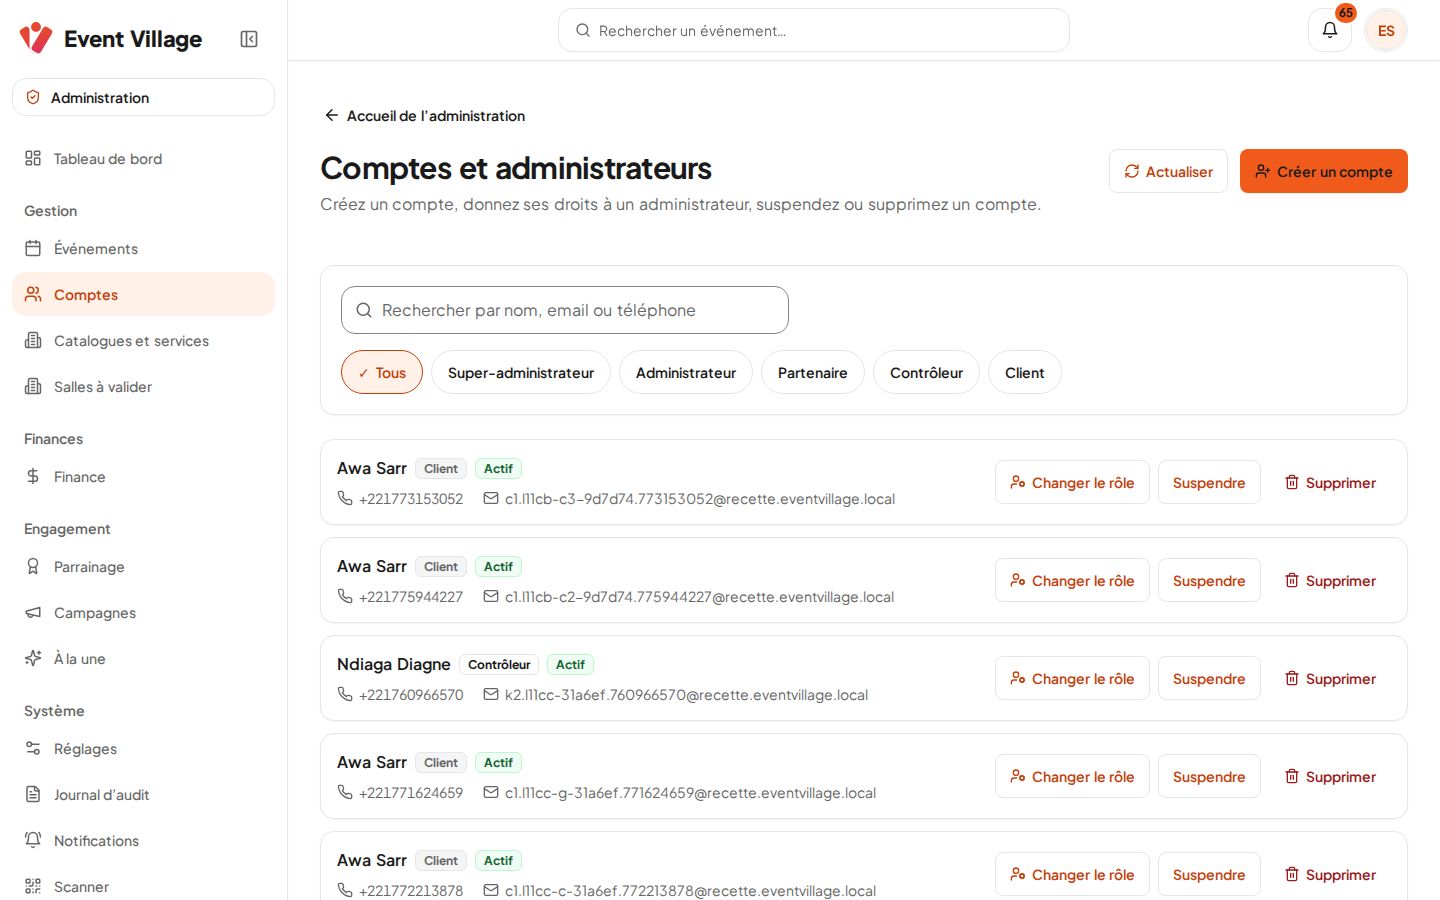 Event Village
Rechercher un événement…
65
ES
Administration
Tableau de bord
Gestion
Événements
Comptes
Catalogues et services
Salles à valider
Finances
Finance
Engagement
Parrainage
Campagnes
À la une
Système
Réglages
Journal d’audit
Notifications
Scanner
Accueil de l’administration
Comptes et administrateurs
Actualiser
Créer un compte
Créez un compte, donnez ses droits à un administrateur, suspendez ou supprimez un compte.
Rechercher par nom, email ou téléphone
✓ Tous Super-administrateur Administrateur Partenaire Contrôleur Client
Awa Sarr Client Actif
+221773153052 c1.l11cb-c3-9d7d74.773153052@recette.eventvillage.local
Changer le rôle Suspendre Supprimer
Awa Sarr Client Actif
+221775944227 c1.l11cb-c2-9d7d74.775944227@recette.eventvillage.local
Changer le rôle Suspendre Supprimer
Ndiaga Diagne Contrôleur Actif
+221760966570 k2.l11cc-31a6ef.760966570@recette.eventvillage.local
Changer le rôle Suspendre Supprimer
Awa Sarr Client Actif
+221771624659 c1.l11cc-g-31a6ef.771624659@recette.eventvillage.local
Changer le rôle Suspendre Supprimer
Awa Sarr Client Actif
+221772213878 c1.l11cc-c-31a6ef.772213878@recette.eventvillage.local
Changer le rôle Suspendre Supprimer